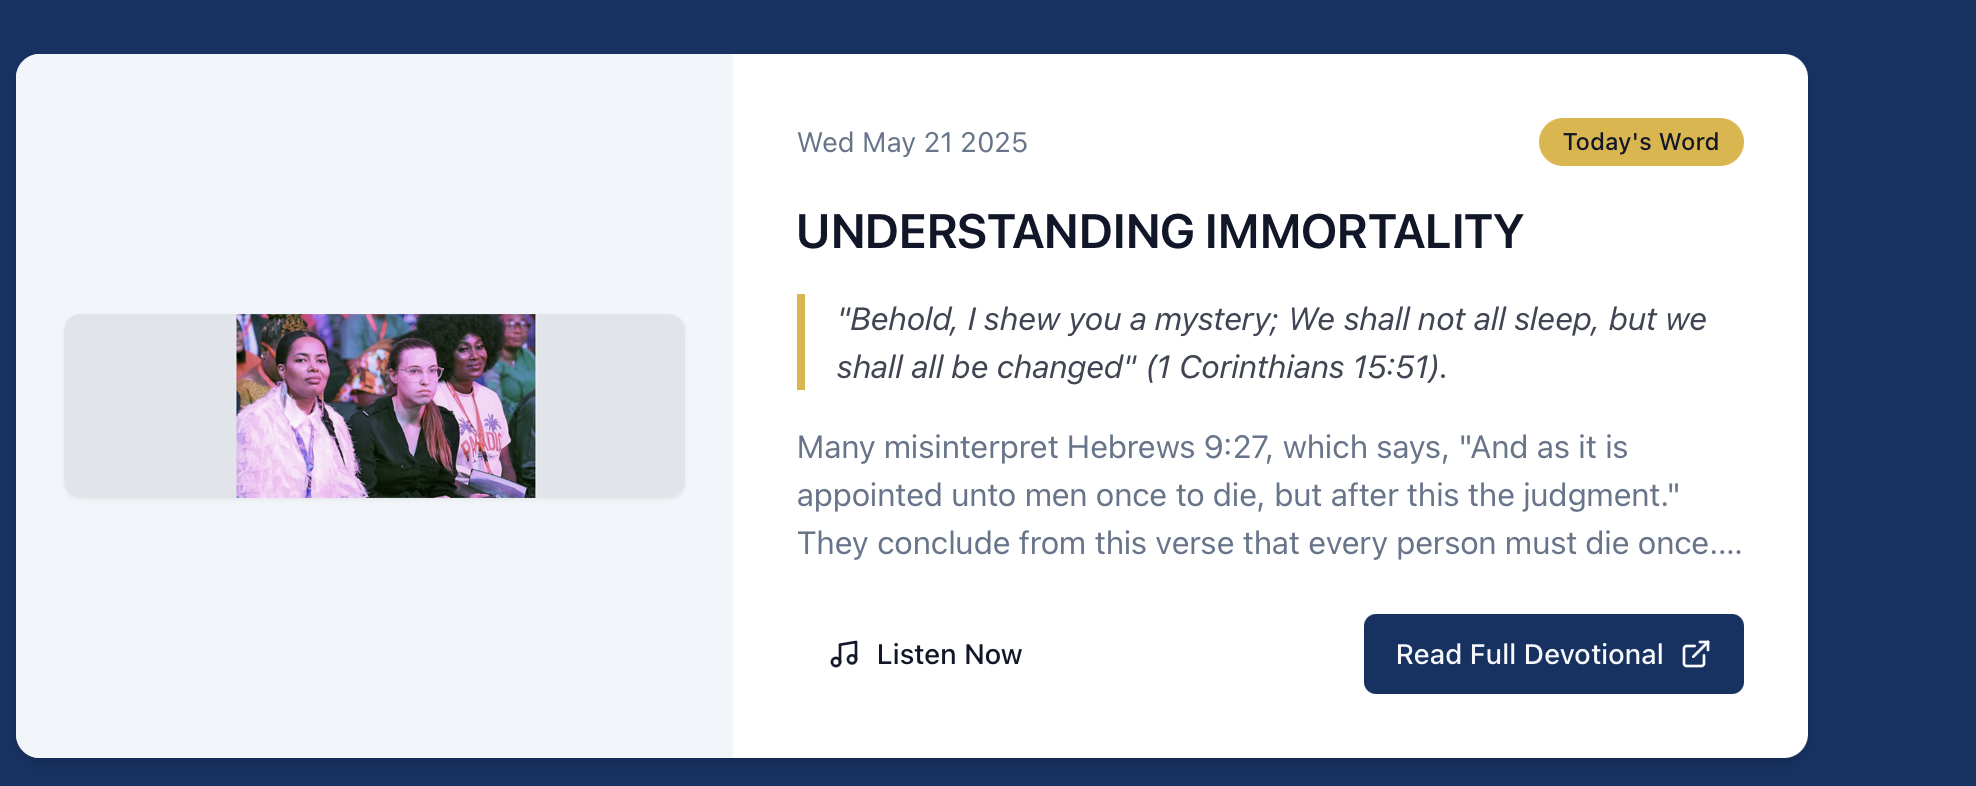 Wed May 21 2025
Today's Word
UNDERSTANDING IMMORTALITY
"Behold, I shew you a mystery; We shall not all sleep, but we
shall all be changed" (1 Corinthians 15:51).
Many misinterpret Hebrews 9:27, which says, "And as it is
appointed unto men once to die, but after this the judgment."
They conclude from this verse that every person must die once....
Listen Now
Read Full Devotional